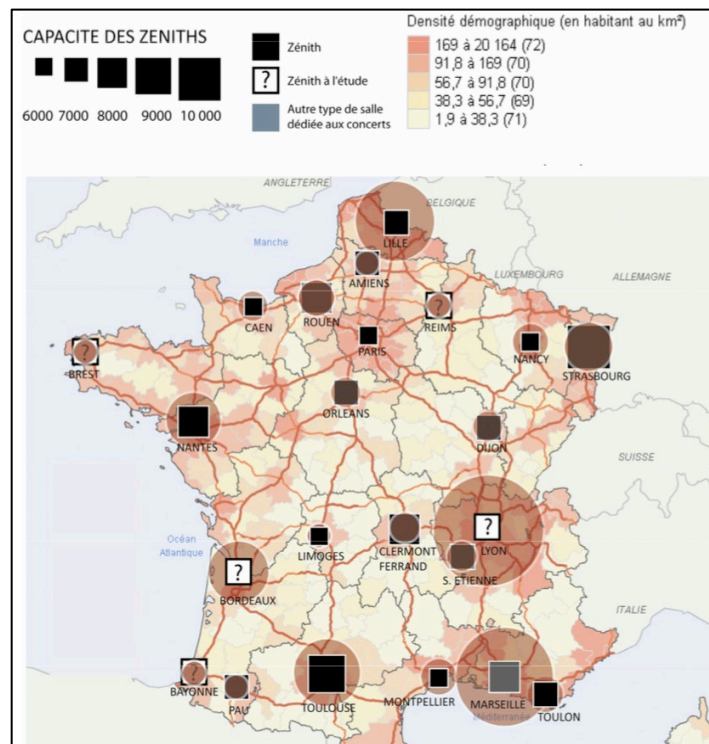 CAPACITE DES ZENITHS
6000 7000 8000 9000 10 000
Zénith
? Zénith à l'étude
Autre type de salle
dédiée aux concerts
Densité démographique (en habitant au km²)
169 à 20 164 (72)
91,8 à 169 (70)
56,7 à 91,8 (70)
38,3 à 56,7 (69)
1,9 à 38,3 (71)
ANGLETERRE
BELGIQUE
Manche
LILLE
LUXEMBOURG
ALLEMAGNE
AMIENS
CAEN
ROUEN
?
REIMS
PARIS
NANCY
?
BREST
STRASBOURG
ORLEANS
NANTES
DIJON
SUISSE
Océan
Atlantique
LIMOGES
CLERMONT
FERRAND
?
LYON
S. ETIENNE
?
BORDEAUX
ITALIE
?
BAYONNE
PAU
TOULOUSE
MONTPELLIER
MARSEILLE
TOULON
Méditerranée